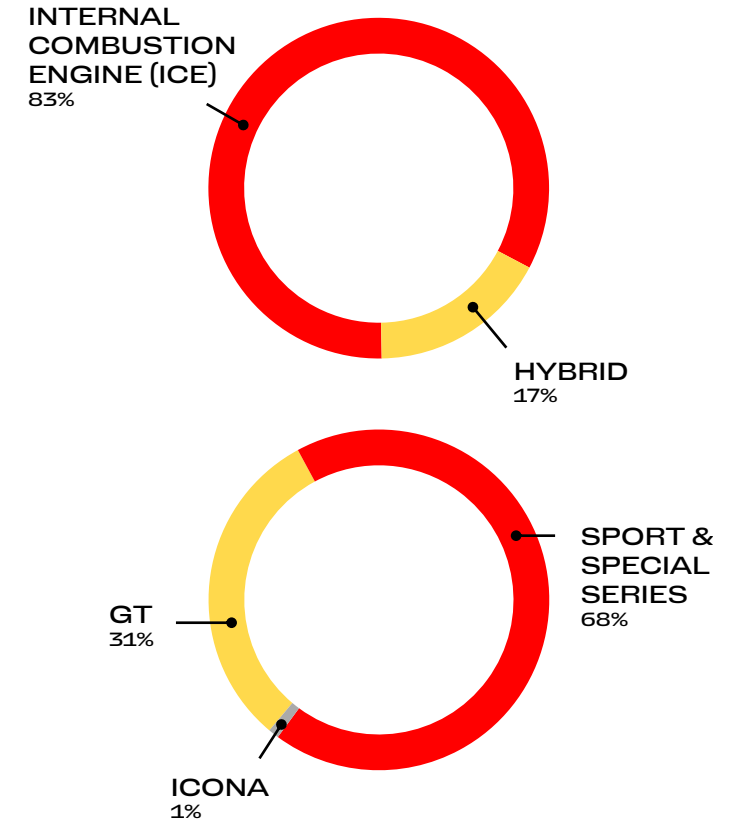 INTERNAL
COMBUSTION
ENGINE (ICE)
83%
HYBRID
17%
SPORT &
SPECIAL
SERIES
68%
GT
31%
ICONA
1%